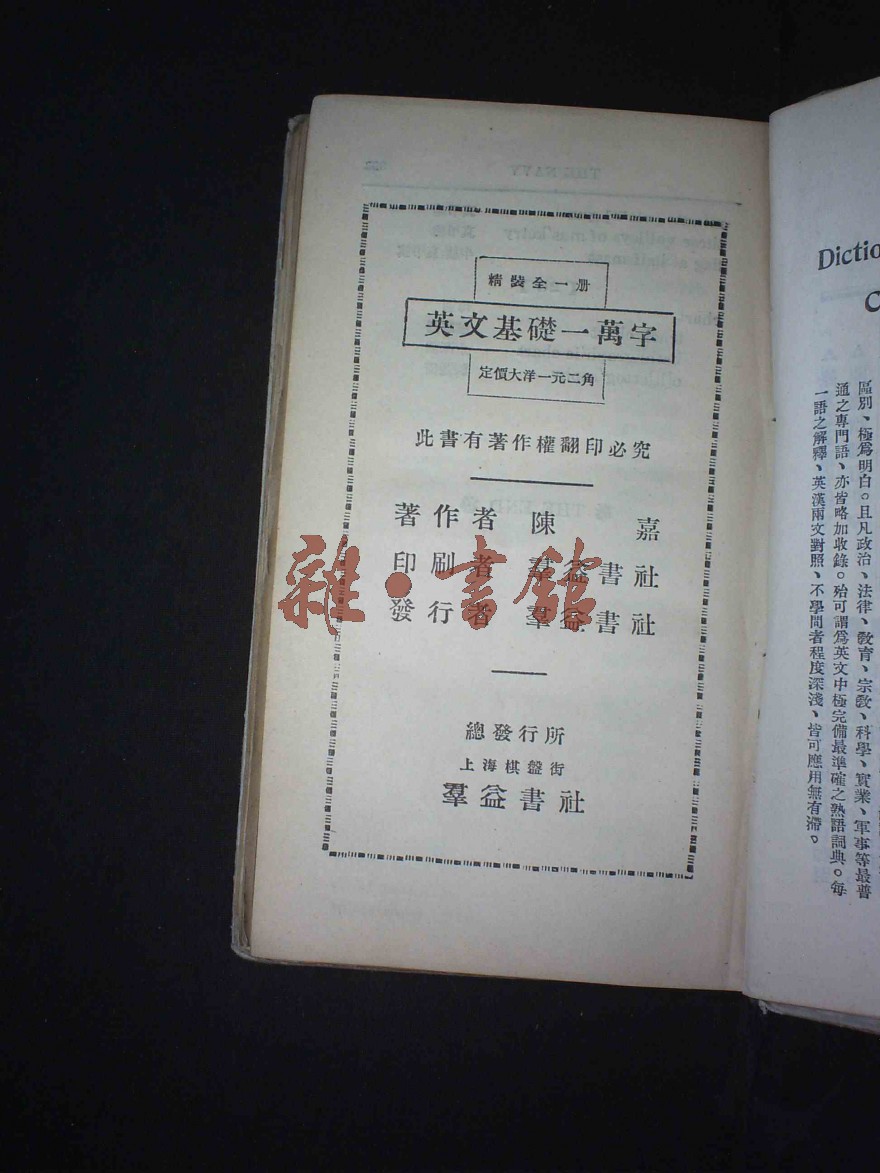 精裝全一册
英文基礎一萬字
定價大洋一元二角
此書有著作權翻印必究
著作者 陳嘉
印刷者 羣益書社
發行者 羣益書社
總發行所
上海棋盤街
羣益書社
雜·書館
Dictio
C
區別、極爲明白。且凡政治、法律、敎育、宗敎、科學、實業、軍事等最普
通之專門語、亦皆略加收錄。殆可謂爲英文中極完備最準確之熟語詞典。每
一語之解釋、英漢兩文對照、不學問者程度深淺、皆可應用無有滯。
THE NAVY